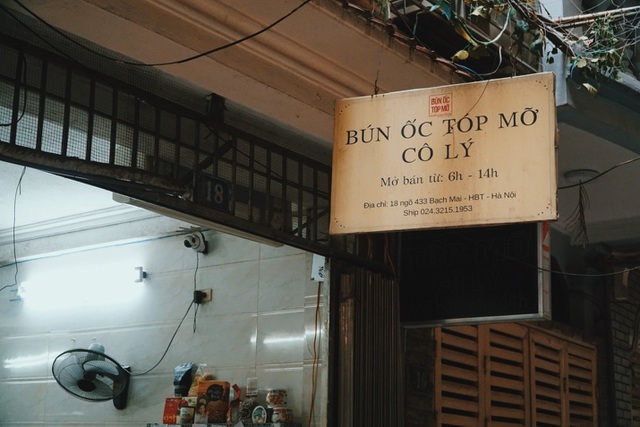 BÚN ỐC
TÓP MỠ
BÚN ỐC TÓP MỠ
CÔ LÝ
Mở bán từ: 6h - 14h
Địa chỉ: 18 ngõ 433 Bạch Mai - HBT - Hà Nội
Ship 024.3215.1953
18